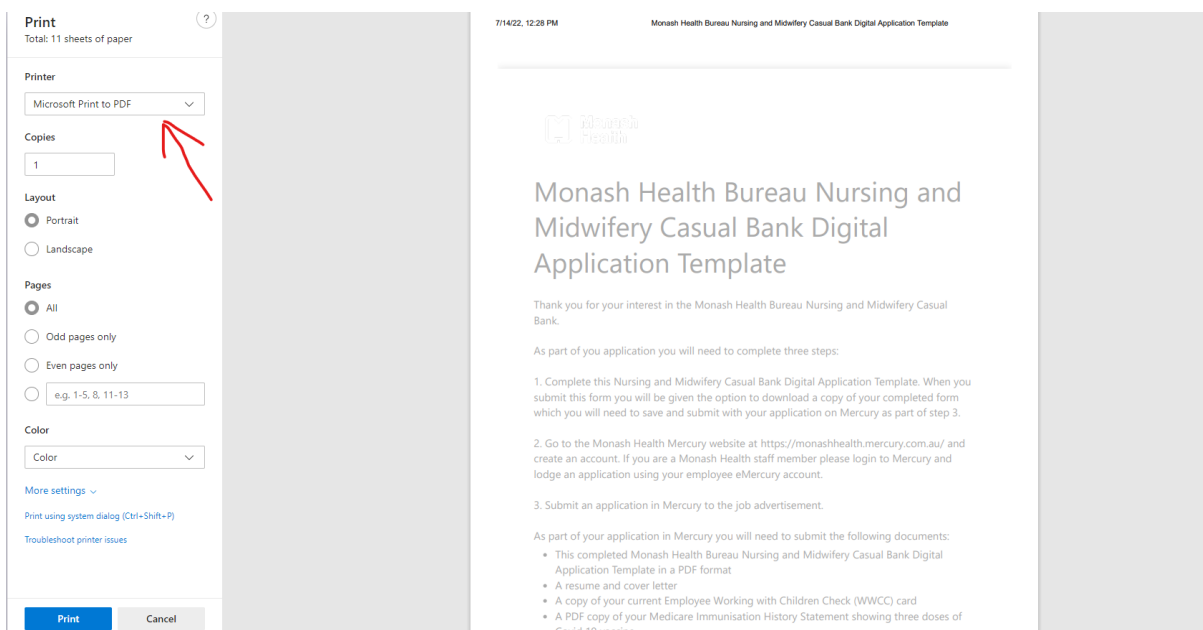 Print
?
Total: 11 sheets of paper
Printer
Microsoft Print to PDF
Copies
1
Layout
Portrait
Landscape
Pages
All
Odd pages only
Even pages only
e.g. 1-5, 8, 11-13
Color
Color
More settings
Print using system dialog (Ctrl+Shift+P)
Troubleshoot printer issues
Print Cancel
7/14/22, 12:28 PM Monash Health Bureau Nursing and Midwifery Casual Bank Digital Application Template
Monash
Health
Monash Health Bureau Nursing and
Midwifery Casual Bank Digital
Application Template
Thank you for your interest in the Monash Health Bureau Nursing and Midwifery Casual
Bank.
As part of you application you will need to complete three steps:
1. Complete this Nursing and Midwifery Casual Bank Digital Application Template. When you
submit this form you will be given the option to download a copy of your completed form
which you will need to save and submit with your application on Mercury as part of step 3.
2. Go to the Monash Health Mercury website at https://monashhealth.mercury.com.au/ and
create an account. If you are a Monash Health staff member please login to Mercury and
lodge an application using your employee eMercury account.
3. Submit an application in Mercury to the job advertisement.
As part of your application in Mercury you will need to submit the following documents:
• This completed Monash Health Bureau Nursing and Midwifery Casual Bank Digital
Application Template in a PDF format
• A resume and cover letter
• A copy of your current Employee Working with Children Check (WWCC) card
• A PDF copy of your Medicare Immunisation History Statement showing three doses of